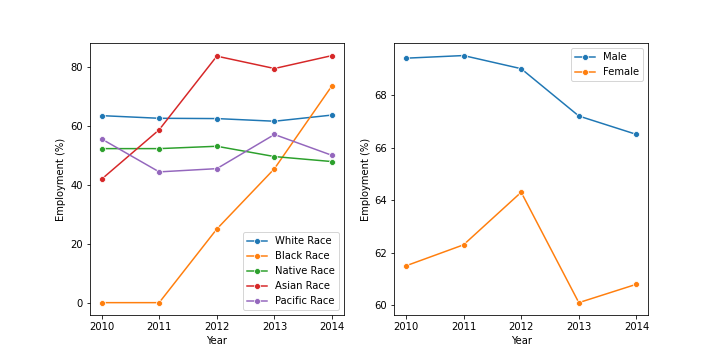 80
60
40
20
0
Employment (%)
2010 2011 2012 2013 2014
Year
White Race
Black Race
Native Race
Asian Race
Pacific Race
68
66
64
62
60
Employment (%)
2010 2011 2012 2013 2014
Year
Male
Female